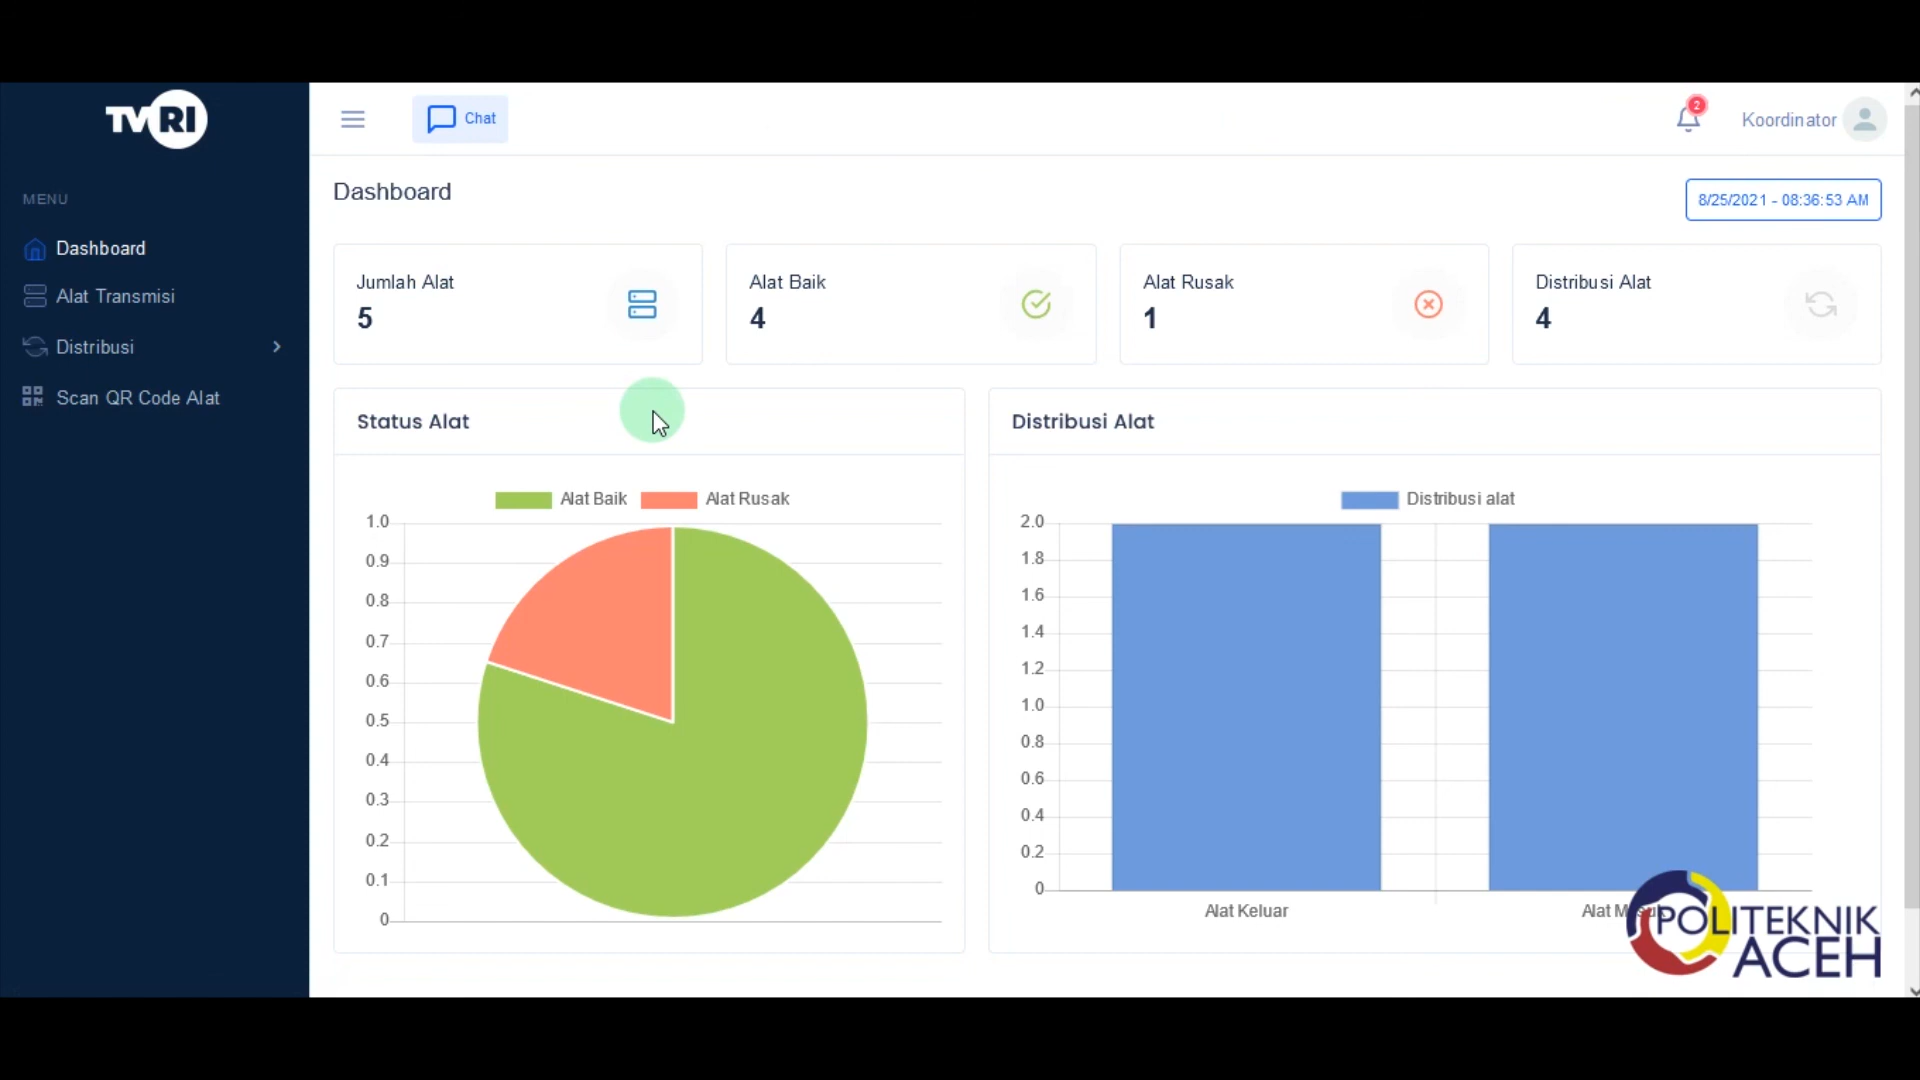 TVRI
Chat
2
Koordinator
MENU
Dashboard
Alat Transmisi
Distribusi
Scan QR Code Alat
Dashboard
8/25/2021 - 08:36:53 AM
Jumlah Alat
5
Alat Baik
4
Alat Rusak
1
Distribusi Alat
4
Status Alat
Alat Baik
Alat Rusak
1.0
0.9
0.8
0.7
0.6
0.5
0.4
0.3
0.2
0.1
0
Distribusi Alat
Distribusi alat
2.0
1.8
1.6
1.4
1.2
1.0
0.8
0.6
0.4
0.2
0
Alat Keluar
Alat Masuk
POLITEKNIK
ACEH